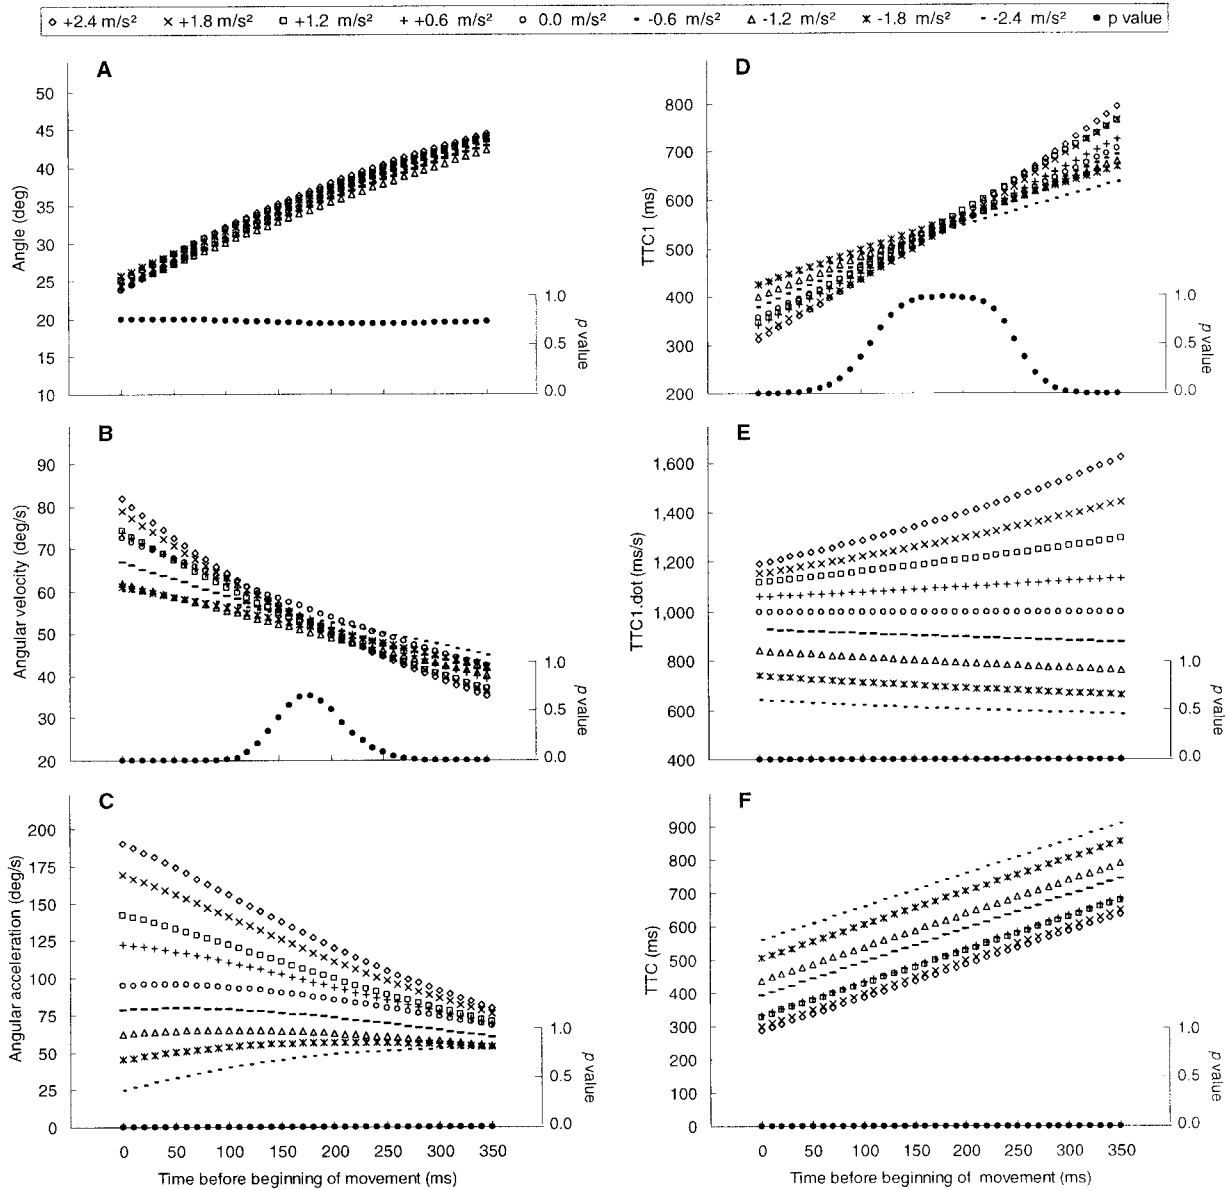 +2.4 m/s² +1.8 m/s² +1.2 m/s² +0.6 m/s² 0.0 m/s² -0.6 m/s² -1.2 m/s² -1.8 m/s² -2.4 m/s² p value
A
50
45
40
35
30
25
20
15
10
Angle (deg)
1.0
0.5
0.0
p value
D
800
700
600
500
400
300
200
TTC1 (ms)
1.0
0.5
0.0
p value
B
90
80
70
60
50
40
30
20
Angular velocity (deg/s)
1.0
0.5
0.0
p value
E
1,600
1,400
1,200
1,000
800
600
400
TTC1.dot (ms/s)
1.0
0.5
0.0
p value
C
200
175
150
125
100
75
50
25
0
Angular acceleration (deg/s)
1.0
0.5
0.0
p value
0 50 100 150 200 250 300 350
Time before beginning of movement (ms)
F
900
800
700
600
500
400
300
200
100
0
TTC (ms)
1.0
0.5
0.0
p value
0 50 100 150 200 250 300 350
Time before beginning of movement (ms)